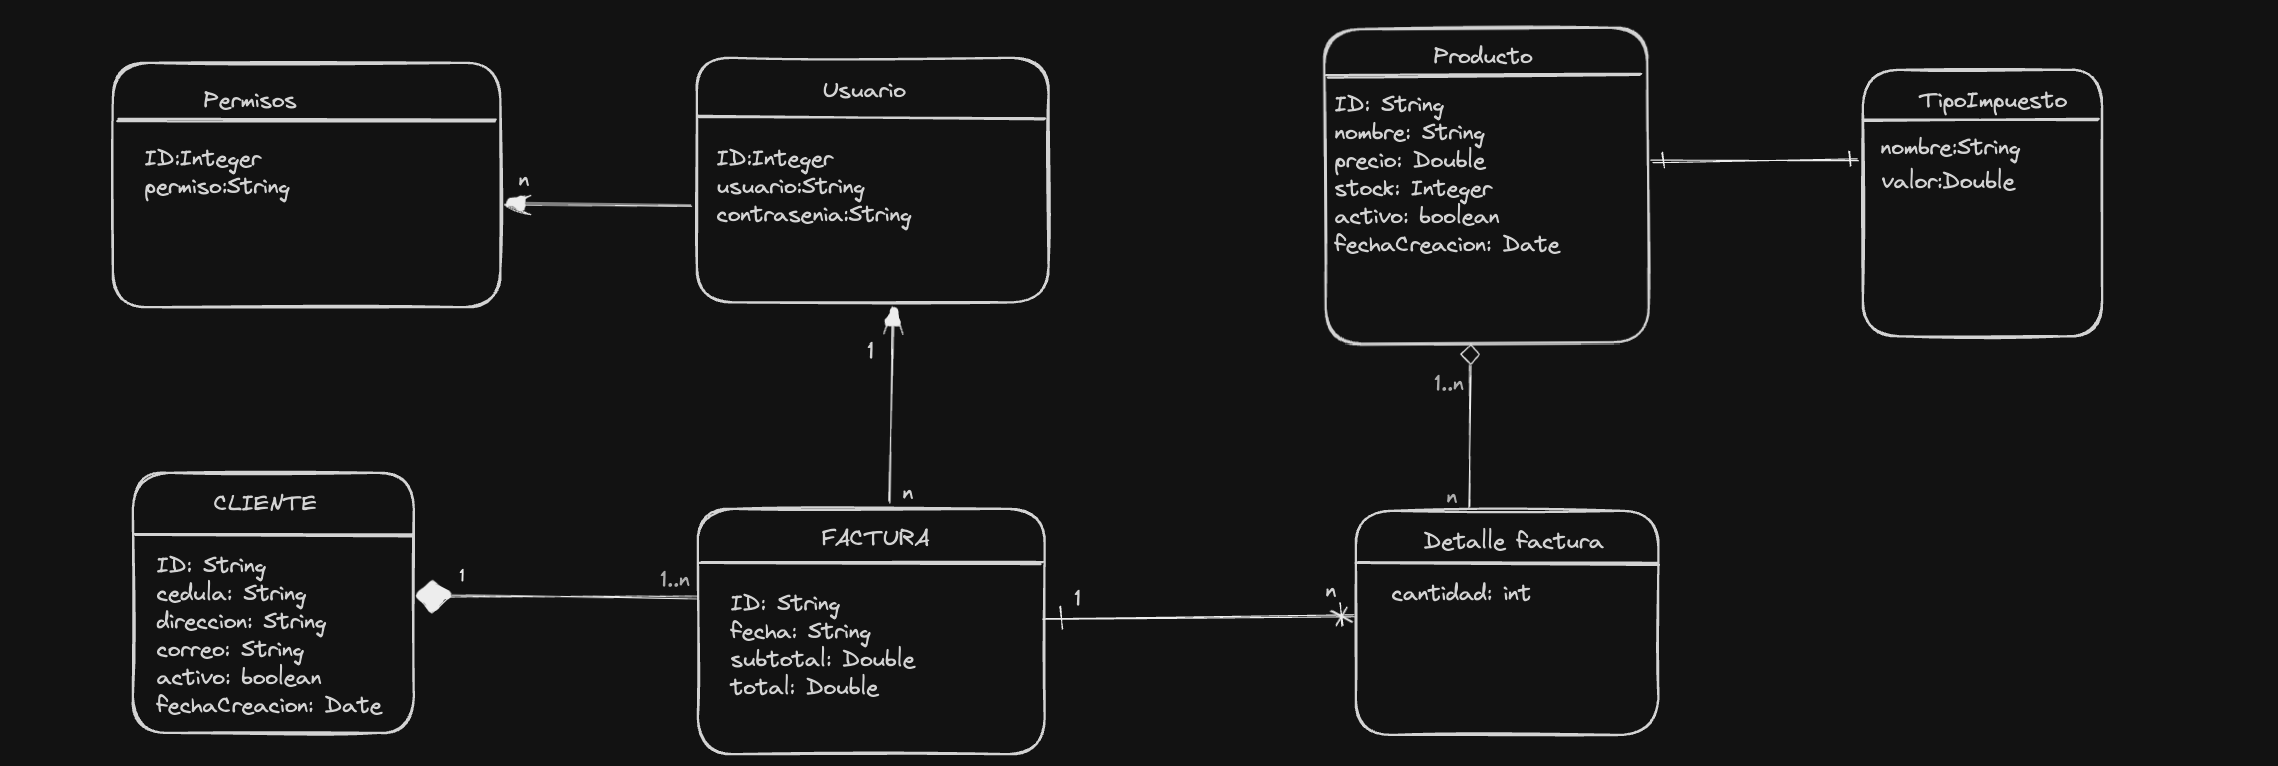 Permisos
ID:Integer
permiso:String
n
Usuario
ID:Integer
usuario:String
contrasenia:String
1
n
Producto
ID: String
nombre: String
precio: Double
stock: Integer
activo: boolean
fechaCreacion: Date
1..n
n
TipoImpuesto
nombre:String
valor:Double
CLIENTE
ID: String
cedula: String
direccion: String
correo: String
activo: boolean
fechaCreacion: Date
1
1..n
FACTURA
ID: String
fecha: String
subtotal: Double
total: Double
1
n
Detalle factura
cantidad: int